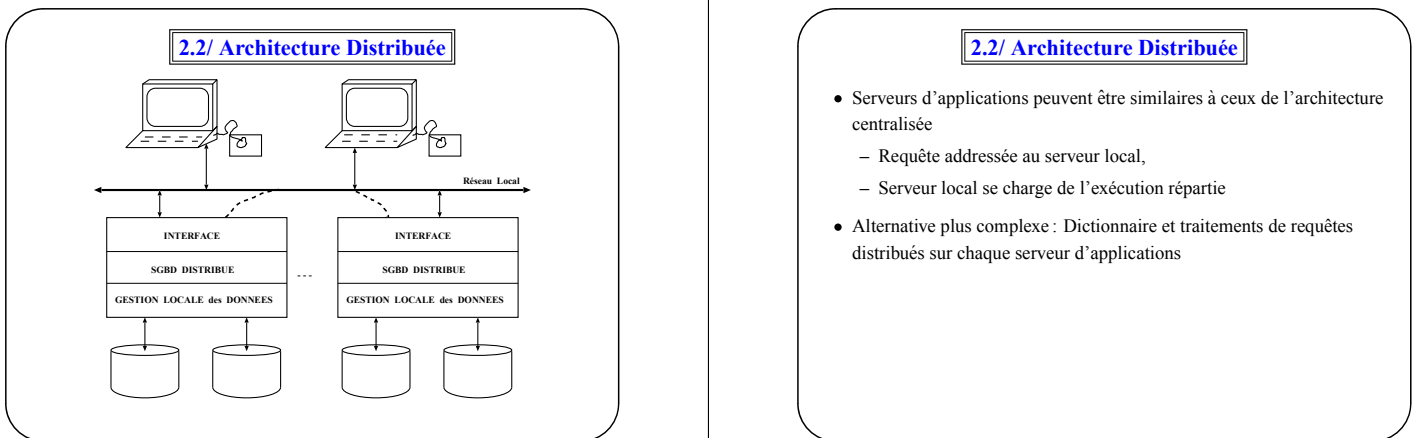 2.2/ Architecture Distribuée
Réseau Local
INTERFACE
SGBD DISTRIBUE
GESTION LOCALE des DONNEES
...
INTERFACE
SGBD DISTRIBUE
GESTION LOCALE des DONNEES
2.2/ Architecture Distribuée
• Serveurs d'applications peuvent être similaires à ceux de l'architecture
centralisée
– Requête addressée au serveur local,
– Serveur local se charge de l'exécution répartie
• Alternative plus complexe : Dictionnaire et traitements de requêtes
distribués sur chaque serveur d'applications